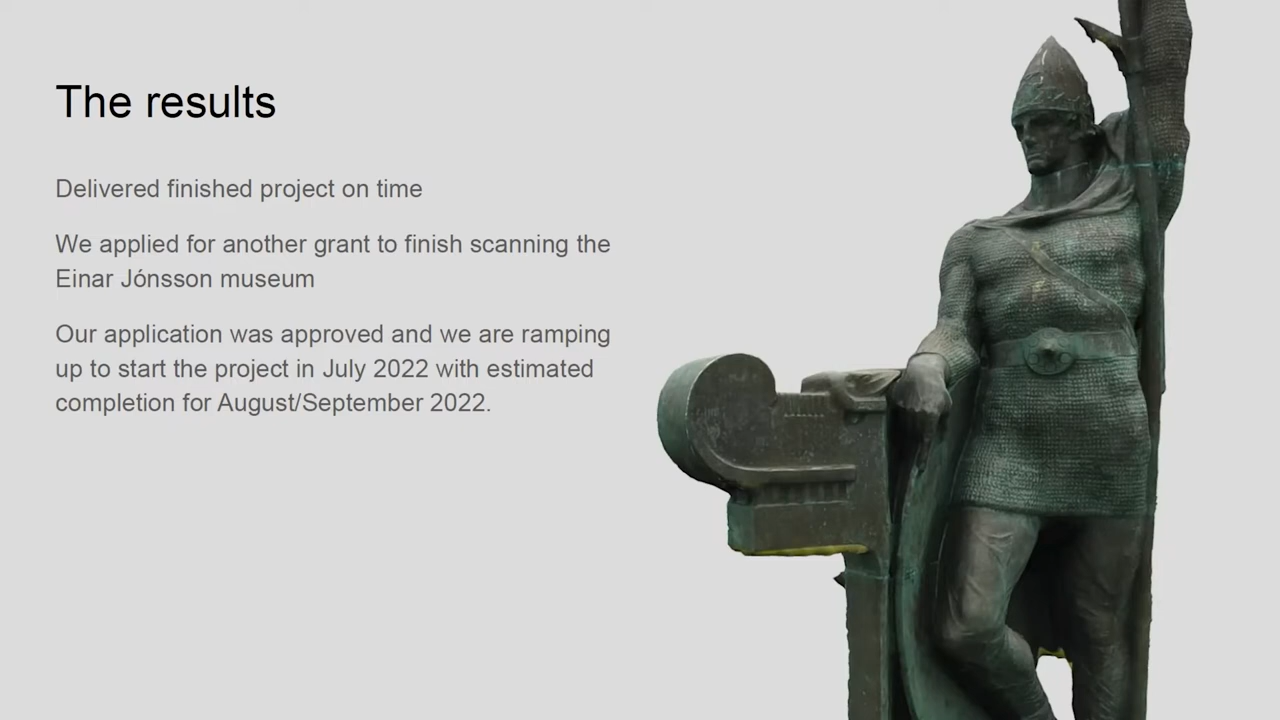 The results
Delivered finished project on time
We applied for another grant to finish scanning the
Einar Jónsson museum
Our application was approved and we are ramping
up to start the project in July 2022 with estimated
completion for August/September 2022.